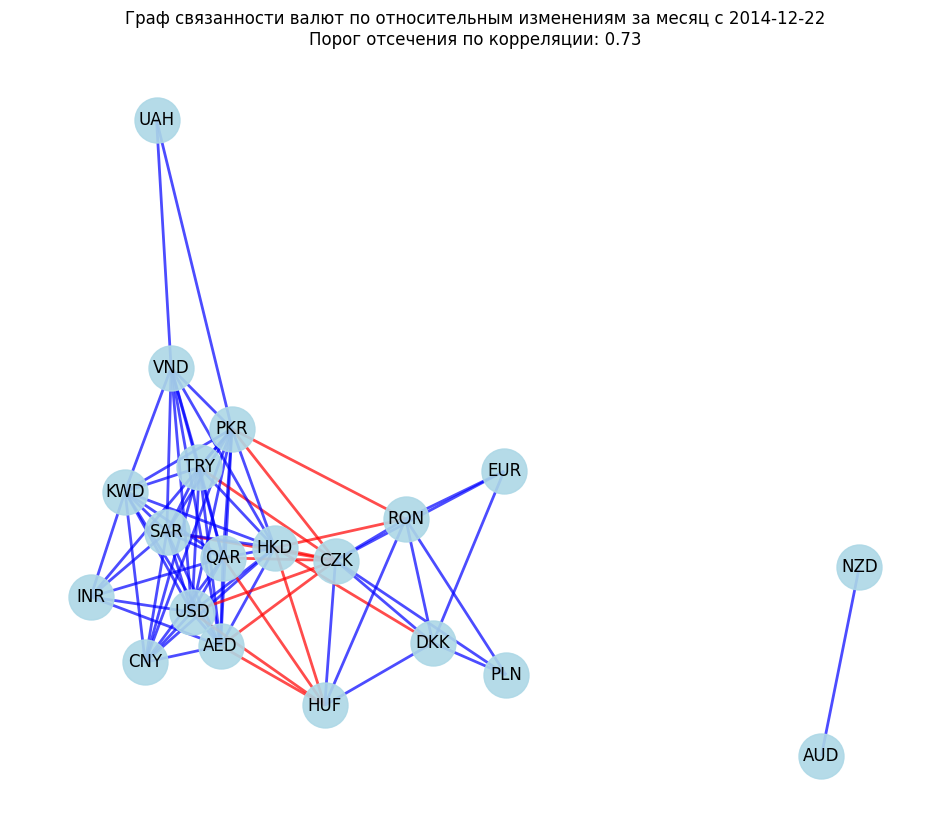 Граф связанности валют по относительным изменениям за месяц с 2014-12-22
Порог отсечения по корреляции: 0.73
UAH
VND
PKR
TRY
EUR
KWD
RON
SAR
HKD
QAR
CZK
NZD
INR
USD
AED
DKK
CNY
PLN
HUF
AUD